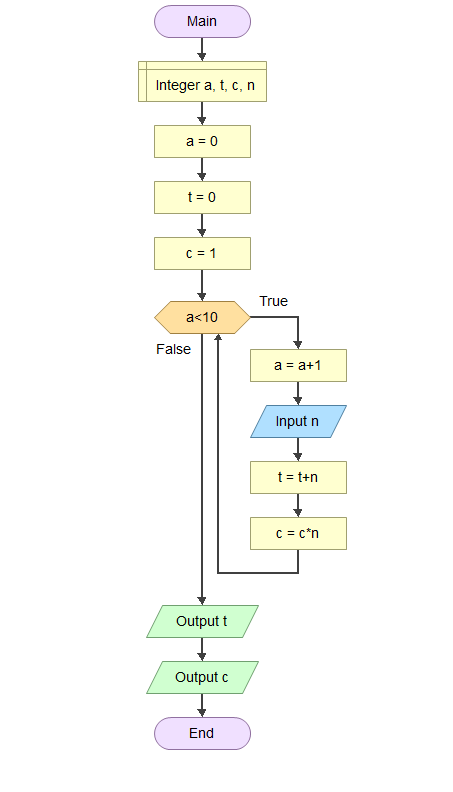 Main
Integer a, t, c, n
a = 0
t = 0
c = 1
a<10
True
False
a = a+1
Input n
t = t+n
c = c*n
Output t
Output c
End